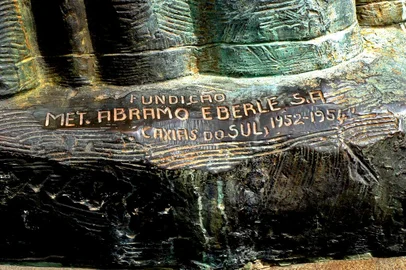 FUNDIÇÃO
MET. ABRAMO EBERLE S.A.
CAXIAS DO SUL, 1952-1954